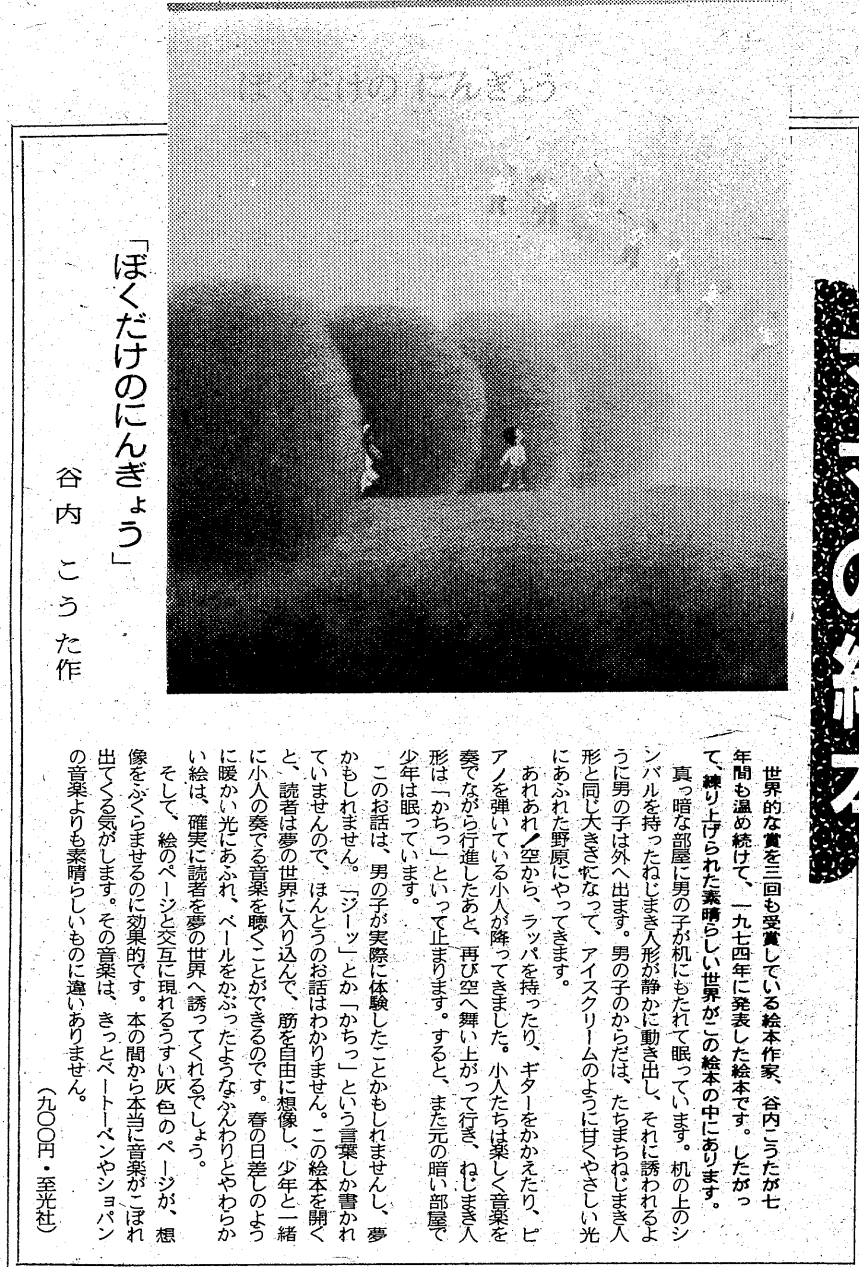 ぼくだけの にんぎょう
ママの絵本
「ぼくだけのにんぎょう」
谷内 こうた作
世界的な賞を三回も受賞している絵本作家、谷内こうたが七
年間も温め続けて、一九七四年に発表した絵本です。したがっ
て、練り上げられた素晴らしい世界がこの絵本の中にあります。
真っ暗な部屋に男の子が机にもたれて眠っています。机の上のシ
ンバルを持ったねじまき人形が静かに動き出し、それに誘われるよ
うに男の子は外へ出ます。男の子のからだは、たちまちねじまき人
形と同じ大きさになって、アイスクリームのように甘くやさしい光
にあふれた野原にやってきます。
あれあれ！空から、ラッパを持ったり、ギターをかかえたり、ピ
アノを弾いている小人が降ってきました。小人たちは楽しく音楽を
奏でながら行進したあと、再び空へ舞い上がって行き、ねじまき人
形は「かちっ」といって止まります。すると、また元の暗い部屋で
少年は眠っています。
このお話は、男の子が実際に体験したことかもしれませんし、夢
かもしれません。「ジーッ」とか「かちっ」という言葉しか書かれ
ていませんので、ほんとうのお話はわかりません。この絵本を開く
と、読者は夢の世界に入り込んで、筋を自由に想像し、少年と一緒
に小人の奏でる音楽を聴くことができるのです。春の日差しのよう
に暖かい光にあふれ、ベールをかぶったようなふんわりとやわらか
い絵は、確実に読者を夢の世界へ誘ってくれるでしょう。
そして、絵のページと交互に現れるうすい灰色のページが、想
像をふくらませるのに効果的です。本の間から本当に音楽がこぼれ
出てくる気がします。その音楽は、きっとベートーベンやショパン
の音楽よりも素晴らしいものに違いありません。
（九〇〇円・至光社）